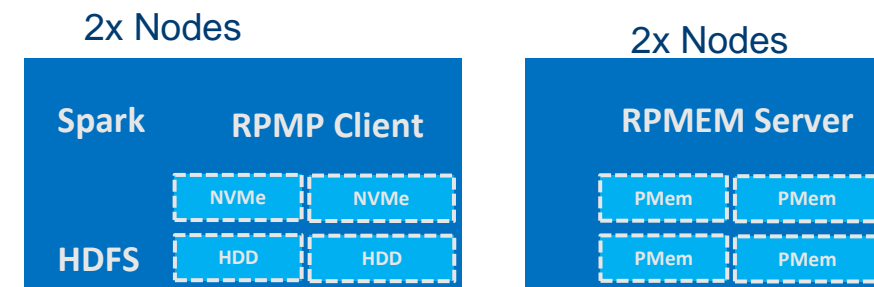 2x Nodes
Spark RPMP Client
NVMe NVMe
HDFS HDD HDD
2x Nodes
RPMEM Server
PMem PMem
PMem PMem